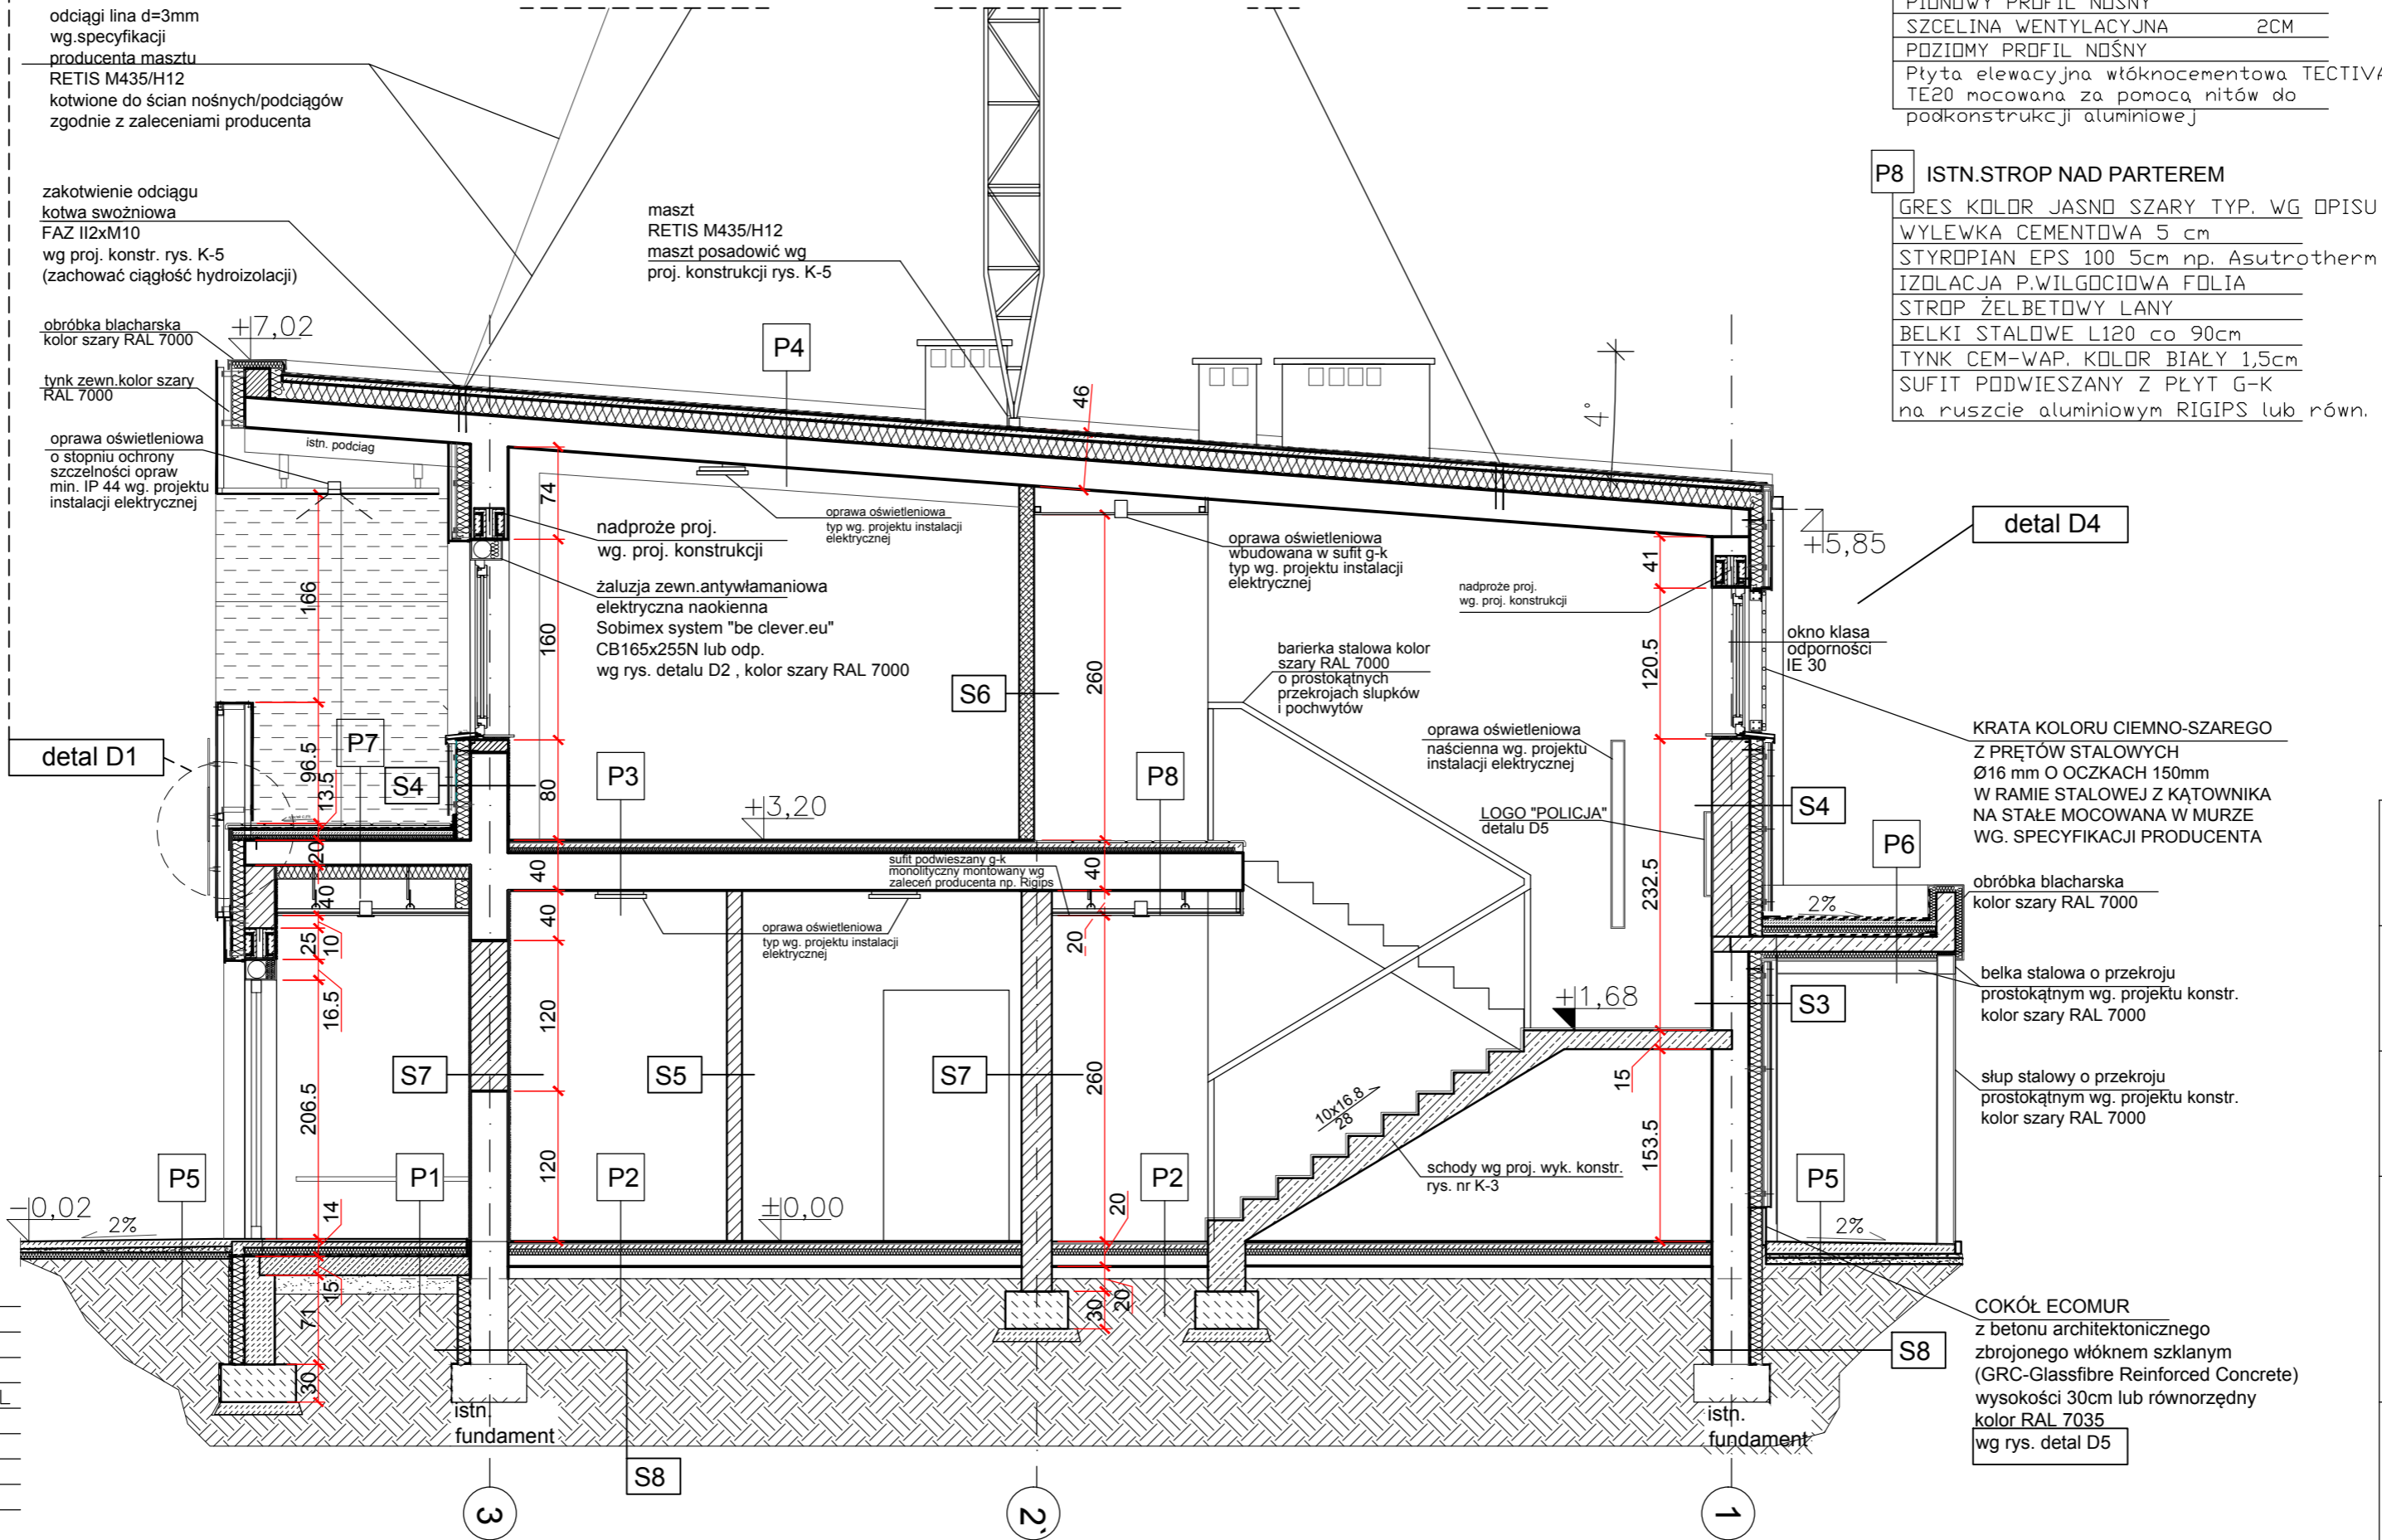 odciągi lina d=3mm
wg.specyfikacji
producenta masztu
RETIS M435/H12
kotwione do ścian nośnych/podciągów
zgodnie z zaleceniami producenta
zakotwienie odciągu
kotwa swożniowa
FAZ II2xM10
wg proj. konstr. rys. K-5
(zachować ciągłość hydroizolacji)
obróbka blacharska
kolor szary RAL 7000
+7,02
tynk zewn.kolor szary
RAL 7000
oprawa oświetleniowa
o stopniu ochrony
szczelności opraw
min. IP 44 wg. projektu
instalacji elektrycznej
istn. podciąg
maszt
RETIS M435/H12
maszt posadowić wg
proj. konstrukcji rys. K-5
P4
46
4°
PIONOWY PROFIL NOŚNY
SZCELINA WENTYLACYJNA 2CM
POZIOMY PROFIL NOŚNY
Płyta elewacyjna włóknocementowa TECTIVA
TE20 mocowana za pomocą nitów do
podkonstrukcji aluminiowej
P8 ISTN.STROP NAD PARTEREM
GRES KOLOR JASNO SZARY TYP. WG OPISU
WYLEWKA CEMENTOWA 5 cm
STYROPIAN EPS 100 5cm np. Asutrotherm
IZOLACJA P.WILGOCIOWA FOLIA
STROP ŻELBETOWY LANY
BELKI STALOWE L120 co 90cm
TYNK CEM-WAP. KOLOR BIAŁY 1,5cm
SUFIT PODWIESZANY Z PŁYT G-K
na ruszcie aluminiowym RIGIPS lub równ.
nadproże proj.
wg. proj. konstrukcji
żaluzja zewn.antywłamaniowa
elektryczna naokienna
Sobimex system "be clever.eu"
CB165x255N lub odp.
wg rys. detalu D2 , kolor szary RAL 7000
oprawa oświetleniowa
typ wg. projektu instalacji
elektrycznej
oprawa oświetleniowa
wbudowana w sufit g-k
typ wg. projektu instalacji
elektrycznej
nadproże proj.
wg. proj. konstrukcji
+5,85
detal D4
okno klasa
odporności
IE 30
barierka stalowa kolor
szary RAL 7000
o prostokątnych
przekrojach słupków
i pochwytów
oprawa oświetleniowa
naścienna wg. projektu
instalacji elektrycznej
LOGO "POLICJA"
detalu D5
KRATA KOLORU CIEMNO-SZAREGO
Z PRĘTÓW STALOWYCH
Ø16 mm O OCZKACH 150mm
W RAMIE STALOWEJ Z KĄTOWNIKA
NA STAŁE MOCOWANA W MURZE
WG. SPECYFIKACJI PRODUCENTA
detal D1
P7
S4
P3
+3,20
S6
P8
S4
P6
74
160
80
40
40
120
120
166
96.5
13.5
20
40
25
10
16.5
206.5
14
15
71
30
260
40
20
260
20
20
30
41
120.5
232.5
15
153.5
sufit podwieszany g-k
monolityczny montowany wg
zaleceń producenta np. Rigips
oprawa oświetleniowa
typ wg. projektu instalacji
elektrycznej
2%
obróbka blacharska
kolor szary RAL 7000
belka stalowa o przekroju
prostokątnym wg. projektu konstr.
kolor szary RAL 7000
+1,68
S3
słup stalowy o przekroju
prostokątnym wg. projektu konstr.
kolor szary RAL 7000
S7
S5
S7
10x16.8
28
schody wg proj. wyk. konstr.
rys. nr K-3
P5
P1
P2
P2
P5
-0,02
2%
±0,00
2%
COKÓŁ ECOMUR
z betonu architektonicznego
zbrojonego włóknem szklanym
(GRC-Glassfibre Reinforced Concrete)
wysokości 30cm lub równorzędny
kolor RAL 7035
wg rys. detal D5
S8
L
istn.
fundament
istn.
fundament
S8
3
2`
1